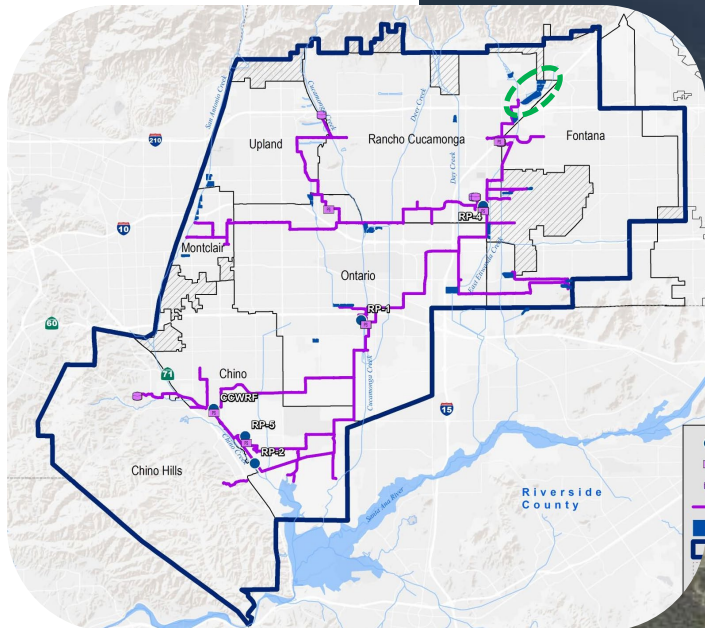 San Antonio Creek
Cucamonga Creek
Deer Creek
Day Creek
210
Upland
Rancho Cucamonga
Fontana
RP-4
10
Montclair
Ontario
East Etiwanda Creek
60
RP-1
71
Chino
Cucamonga Creek
CCWRF
15
RP-5
RP-2
Chino Creek
Chino Hills
Santa Ana River
Riverside
County